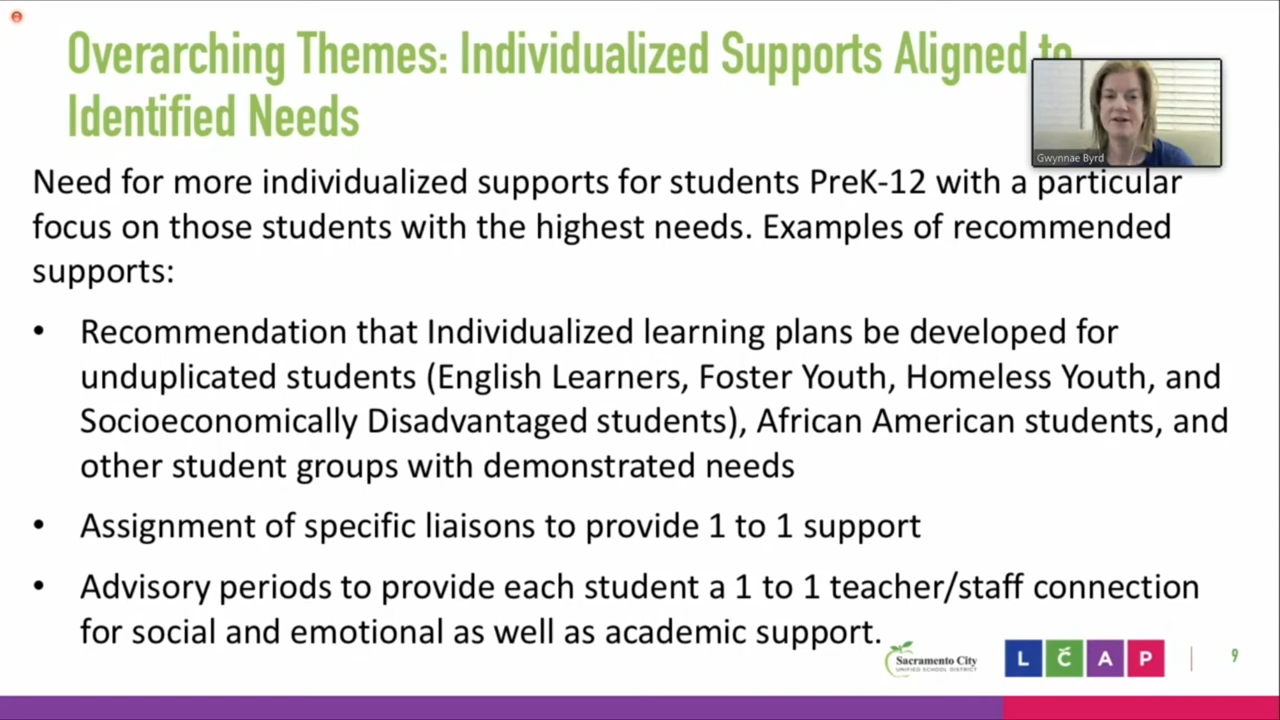 Overarching Themes: Individualized Supports Aligned to
Identified Needs
Gwynnae Byrd
Need for more individualized supports for students PreK-12 with a particular
focus on those students with the highest needs. Examples of recommended
supports:
• Recommendation that Individualized learning plans be developed for
unduplicated students (English Learners, Foster Youth, Homeless Youth, and
Socioeconomically Disadvantaged students), African American students, and
other student groups with demonstrated needs
• Assignment of specific liaisons to provide 1 to 1 support
• Advisory periods to provide each student a 1 to 1 teacher/staff connection
for social and emotional as well as academic support.
Sacramento City
UNIFIED SCHOOL DISTRICT
L C A P
9